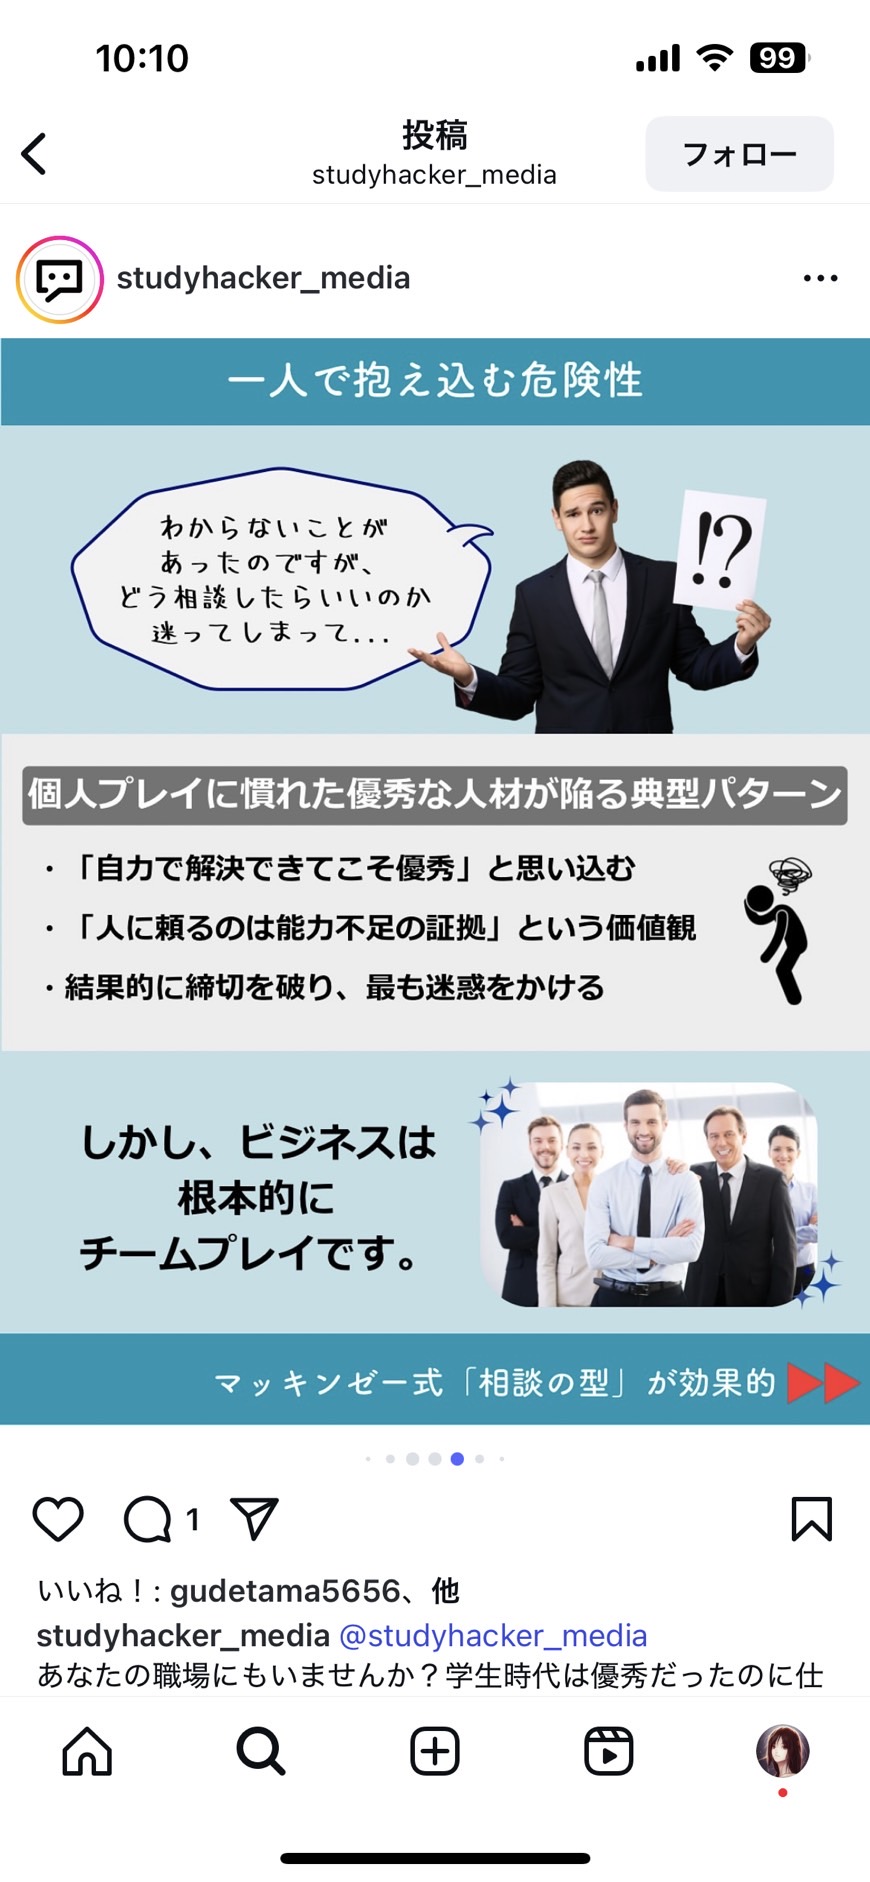 10:10
99
投稿
studyhacker_media
フォロー
studyhacker_media
一人で抱え込む危険性
わからないことが
あったのですが、
どう相談したらいいのか
迷ってしまって...
!?
個人プレイに慣れた優秀な人材が陥る典型パターン
・「自力で解決できてこそ優秀」と思い込む
・「人に頼るのは能力不足の証拠」という価値観
・結果的に締切を破り、最も迷惑をかける
しかし、ビジネスは
根本的に
チームプレイです。
マッキンゼー式「相談の型」が効果的
1
いいね！: gudetama5656、他
studyhacker_media @studyhacker_media
あなたの職場にもいませんか？学生時代は優秀だったのに仕